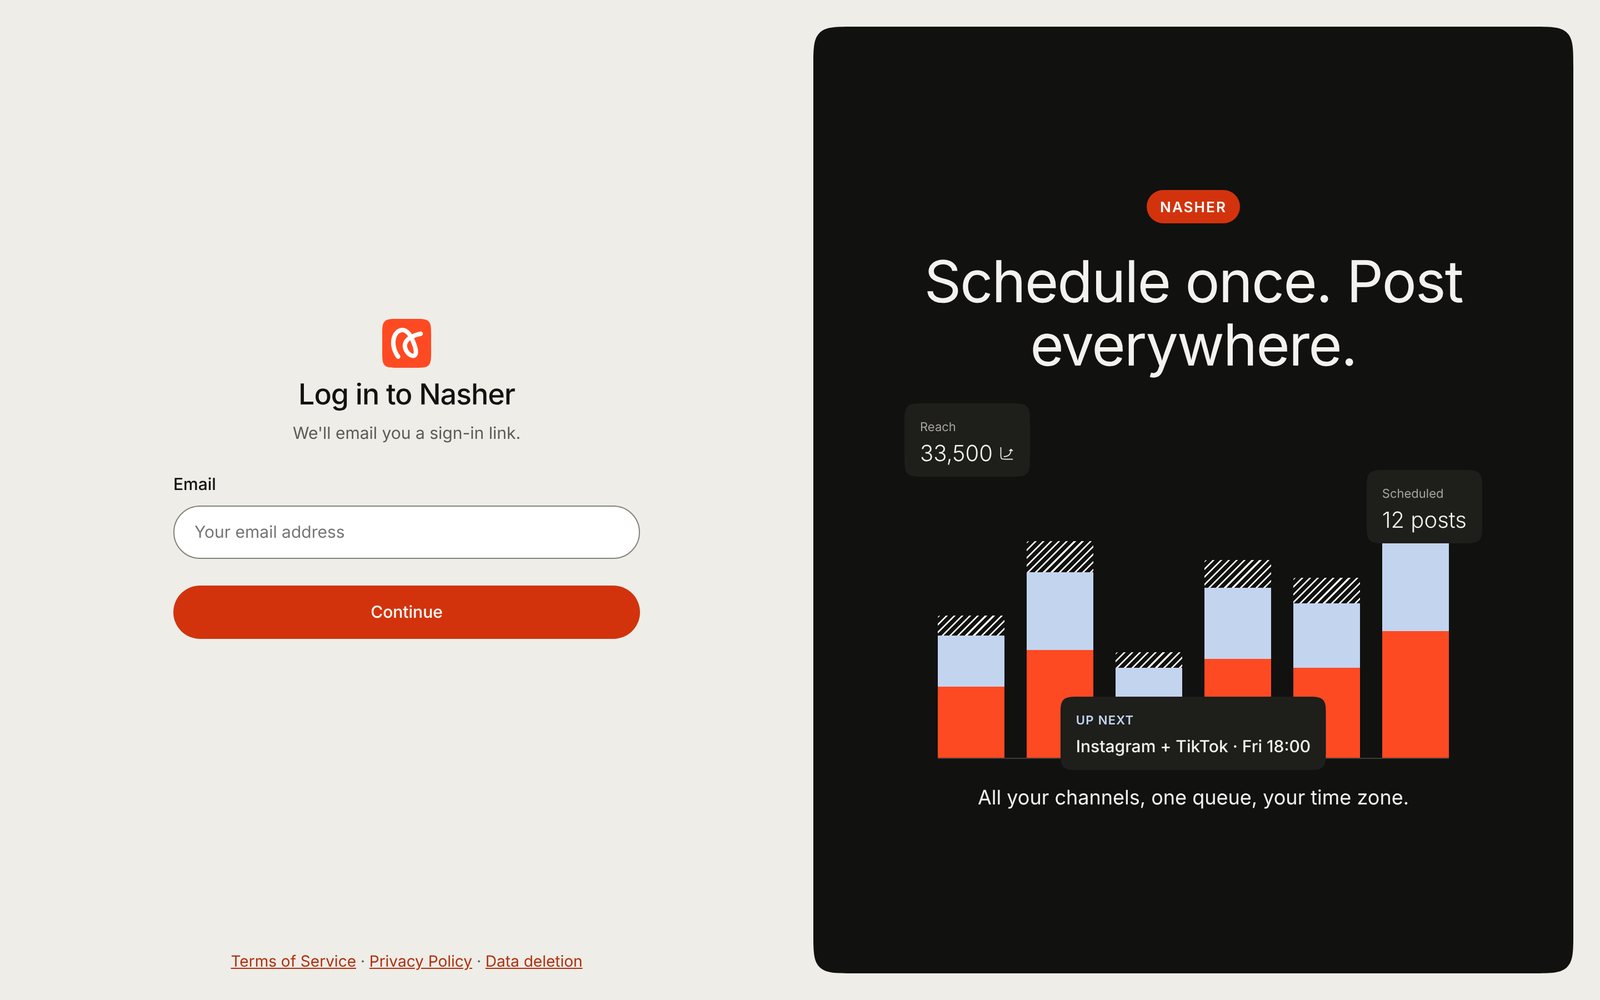 Log in to Nasher
We'll email you a sign-in link.
Email
Your email address
Continue
Terms of Service · Privacy Policy · Data deletion
NASHER
Schedule once. Post
everywhere.
Reach
33,500
Scheduled
12 posts
UP NEXT
Instagram + TikTok · Fri 18:00
All your channels, one queue, your time zone.